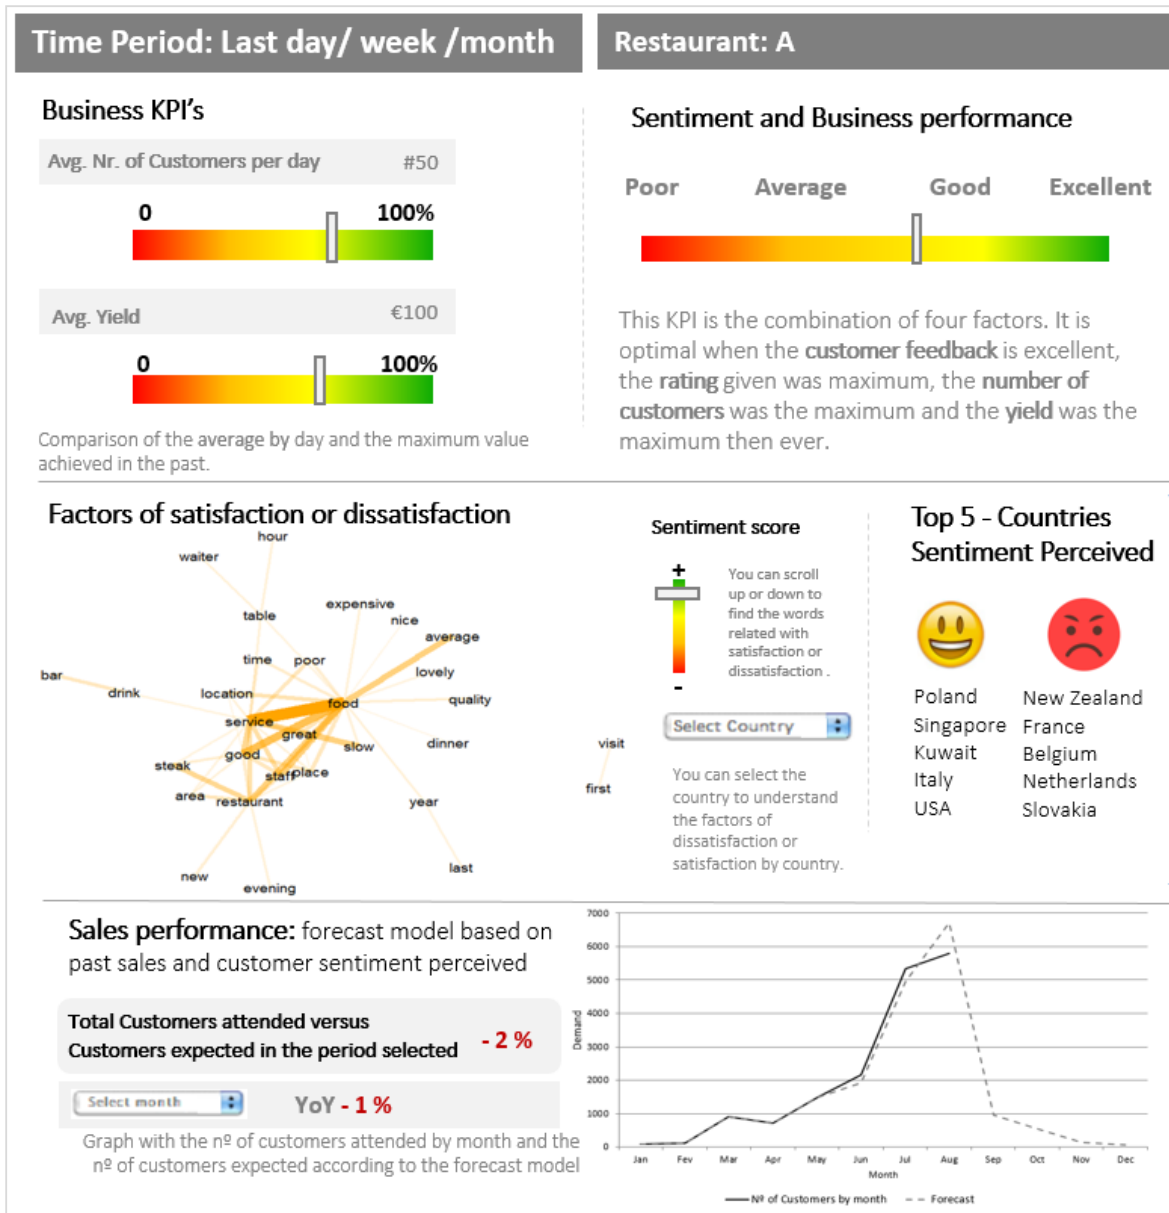 Time Period: Last day/ week /month
Restaurant: A
Business KPI's
Avg. Nr. of Customers per day #50
0 100%
Avg. Yield €100
0 100%
Comparison of the average by day and the maximum value
achieved in the past.
Sentiment and Business performance
Poor Average Good Excellent
This KPI is the combination of four factors. It is
optimal when the customer feedback is excellent,
the rating given was maximum, the number of
customers was the maximum and the yield was the
maximum then ever.
Factors of satisfaction or dissatisfaction
hour
waiter
table
expensive
nice
average
time
poor
lovely
bar
drink
location
food
quality
service
great
slow
dinner
good
steak
staff
place
area
restaurant
year
new
evening
last
visit
first
Sentiment score
+
-
You can scroll
up or down to
find the words
related with
satisfaction or
dissatisfaction .
Select Country
You can select the
country to understand
the factors of
dissatisfaction or
satisfaction by country.
Top 5 - Countries
Sentiment Perceived
Poland
Singapore
Kuwait
Italy
USA
New Zealand
France
Belgium
Netherlands
Slovakia
Sales performance: forecast model based on
past sales and customer sentiment perceived
Total Customers attended versus
Customers expected in the period selected
- 2 %
Select month
YoY - 1 %
Graph with the nº of customers attended by month and the
nº of customers expected according to the forecast model
7000
6000
5000
4000
3000
2000
1000
0
Demand
Jan Fev Mar Apr May Jun Jul Aug Sep Oct Nov Dec
Month
Nº of Customers by month Forecast